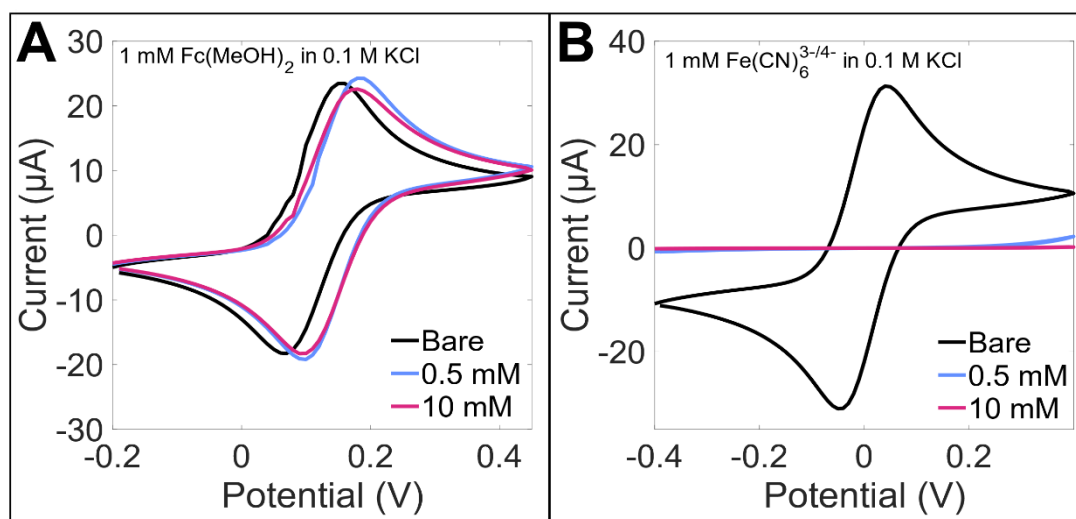 A
1 mM Fc(MeOH)₂ in 0.1 M KCl
30
20
10
0
-10
-20
-30
Current (µA)
Bare
0.5 mM
10 mM
-0.2 0 0.2 0.4
Potential (V)
B
1 mM Fe(CN)₆³⁻/⁴⁻ in 0.1 M KCl
40
20
0
-20
Current (µA)
Bare
0.5 mM
10 mM
-0.4 -0.2 0 0.2
Potential (V)